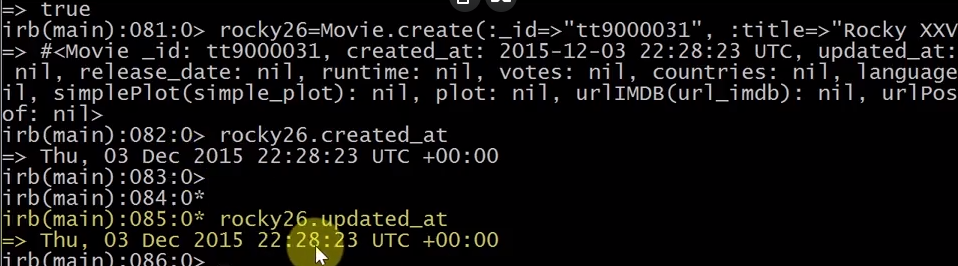 => true
irb(main):081:0> rocky26=Movie.create(:_id=>"tt9000031", :title=>"Rocky XXV
=> #<Movie _id: tt9000031, created_at: 2015-12-03 22:28:23 UTC, updated_at:
nil, release_date: nil, runtime: nil, votes: nil, countries: nil, language
il, simplePlot(simple_plot): nil, plot: nil, urlIMDB(url_imdb): nil, urlPos
of: nil>
irb(main):082:0> rocky26.created_at
=> Thu, 03 Dec 2015 22:28:23 UTC +00:00
irb(main):083:0>
irb(main):084:0*
irb(main):085:0* rocky26.updated_at
=> Thu, 03 Dec 2015 22:28:23 UTC +00:00
irb(main):086:0>